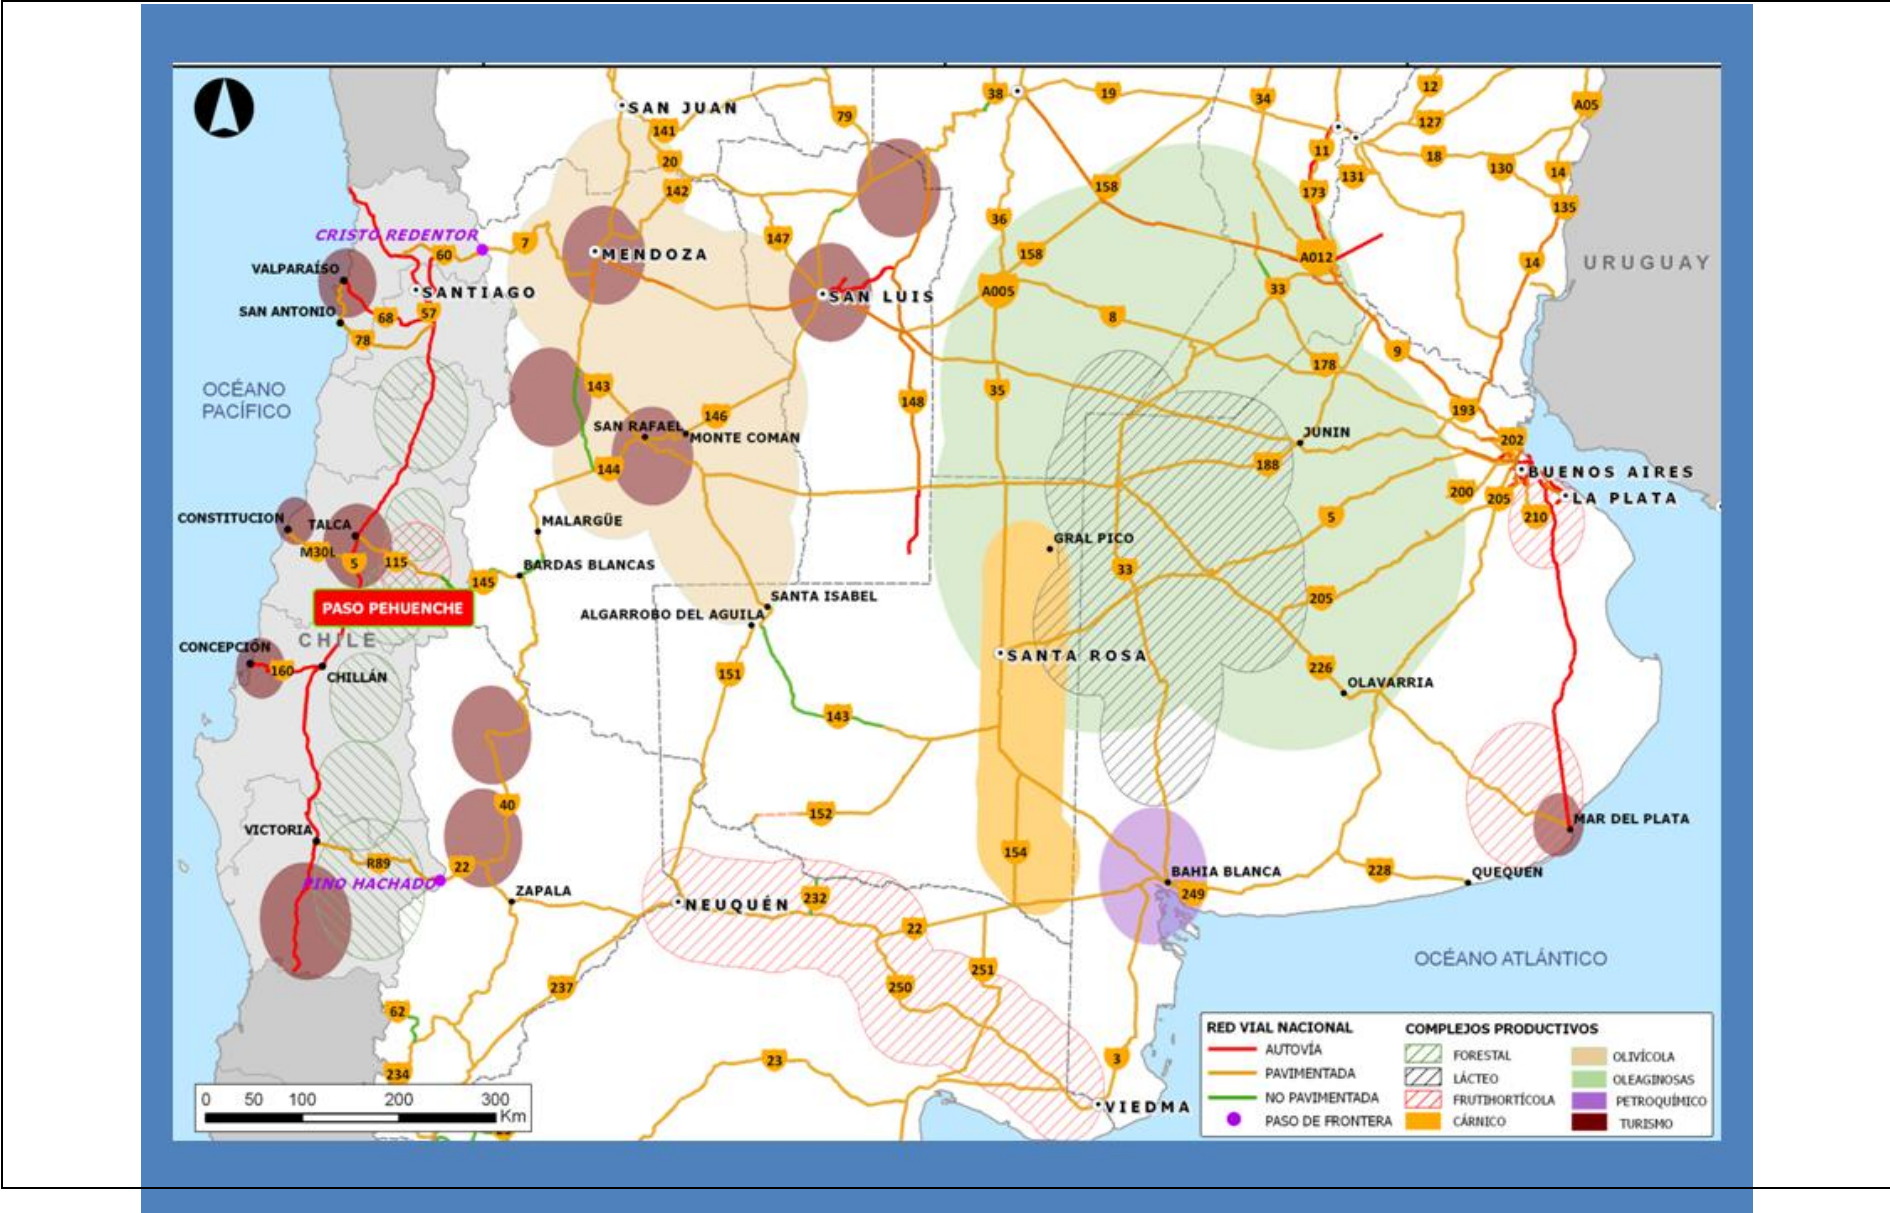 38
19
34
12
A05
SAN JUAN
79
127
141
11
18
20
131
130
14
142
158
173
135
36
CRISTO REDENTOR
7
147
60
MENDOZA
158
A012
14
URUGUAY
VALPARAÍSO
SANTIAGO
SAN LUIS
A005
33
SAN ANTONIO
68
57
8
78
9
178
OCÉANO
PACÍFICO
143
35
148
146
193
SAN RAFAEL
MONTE COMAN
JUNIN
202
144
188
BUENOS AIRES
200
205
LA PLATA
CONSTITUCION
TALCA
MALARGÜE
5
210
M30L
5
115
GRAL PICO
BARDAS BLANCAS
33
145
PASO PEHUENCHE
SANTA ISABEL
ALGARROBO DEL AGUILA
205
CHILE
CONCEPCIÓN
160
CHILLÁN
SANTA ROSA
151
226
OLAVARRIA
143
40
152
MAR DEL PLATA
VICTORIA
R89
22
154
PINO HACHADO
BAHIA BLANCA
228
QUEQUEN
ZAPALA
232
249
NEUQUÉN
22
OCÉANO ATLÁNTICO
251
237
250
62
23
3
234
VIEDMA
0 50 100 200 300
Km
RED VIAL NACIONAL
AUTOVÍA
PAVIMENTADA
NO PAVIMENTADA
PASO DE FRONTERA
COMPLEJOS PRODUCTIVOS
FORESTAL
LÁCTEO
FRUTIHORTÍCOLA
CÁRNICO
OLIVÍCOLA
OLEAGINOSAS
PETROQUÍMICO
TURISMO